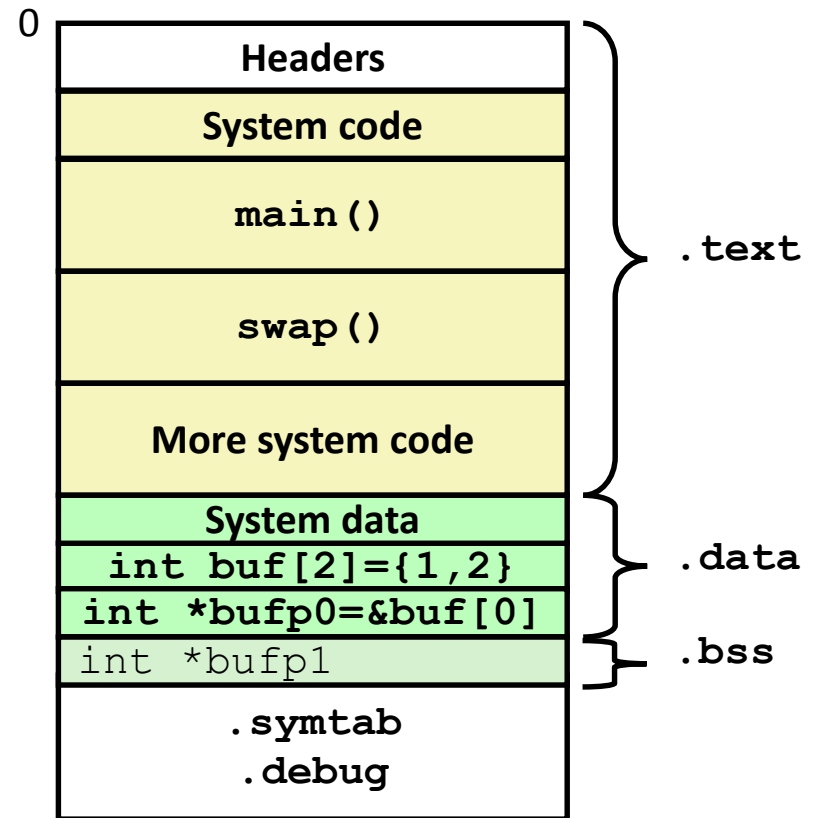 0
Headers
System code
main()
swap()
More system code
.text
System data
int buf[2]={1,2}
int *bufp0=&buf[0]
.data
int *bufp1
.bss
.symtab
.debug